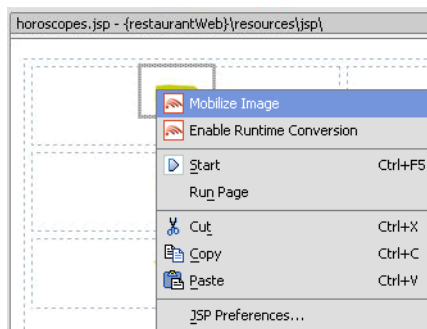 horoscopes.jsp - {restaurantWeb}\resources\jsp\
Mobilize Image
Enable Runtime Conversion
Start Ctrl+F5
Run Page
Cut Ctrl+X
Copy Ctrl+C
Paste Ctrl+V
JSP Preferences...